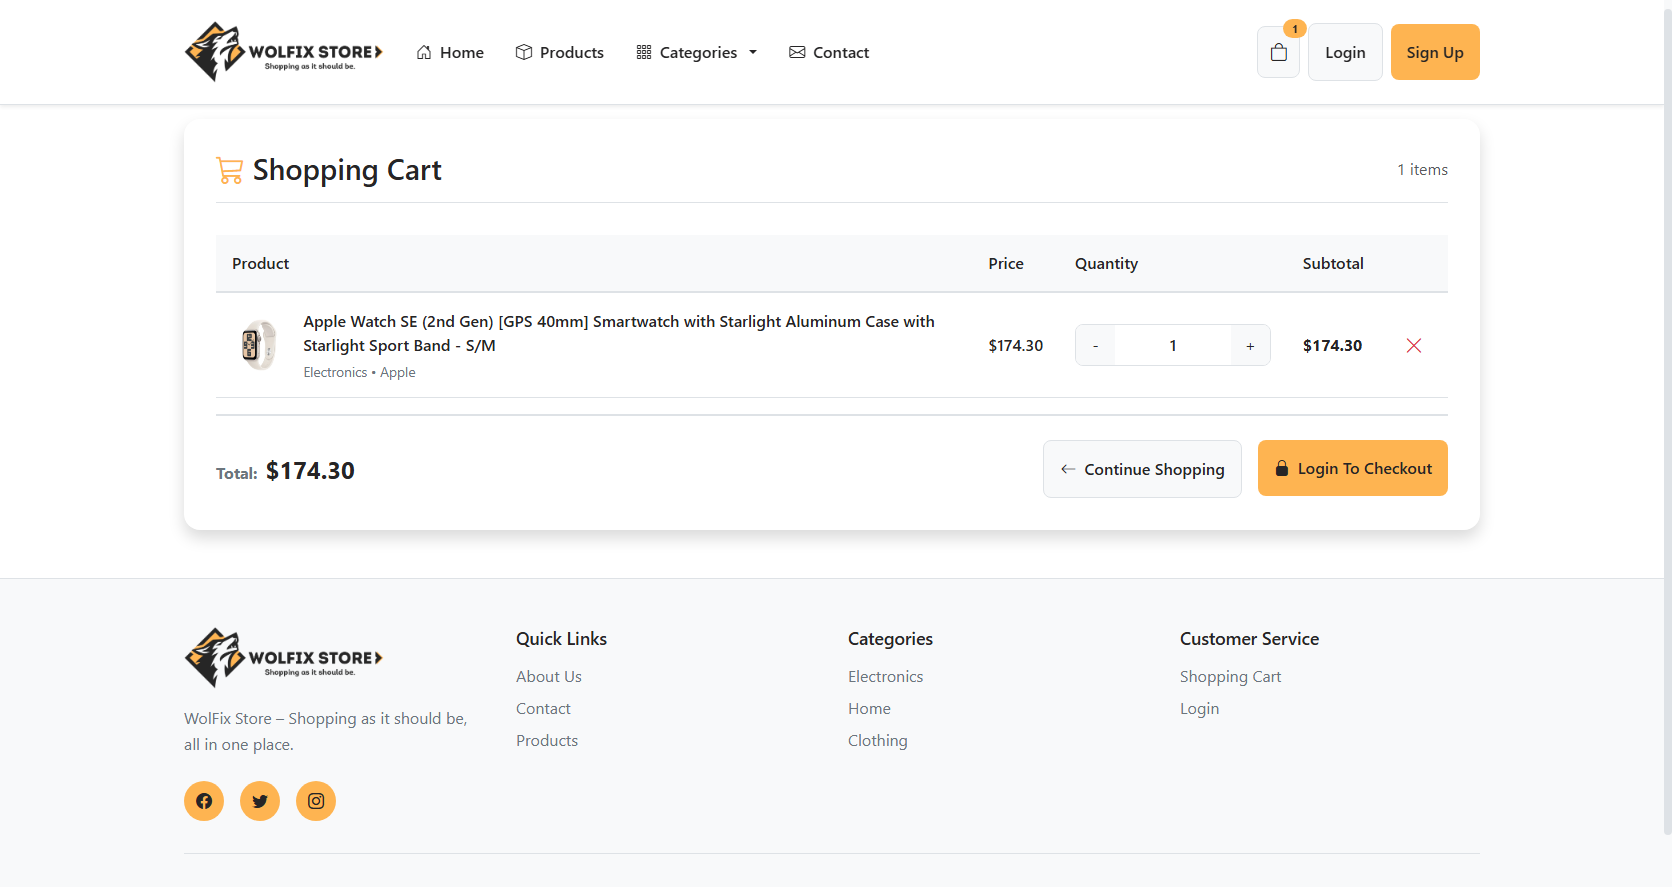 WOLFIX STORE
Shopping as it should be.
Home
Products
Categories
Contact
1
Login
Sign Up
Shopping Cart
1 items
Product
Price
Quantity
Subtotal
Apple Watch SE (2nd Gen) [GPS 40mm] Smartwatch with Starlight Aluminum Case with
Starlight Sport Band - S/M
Electronics • Apple
$174.30
-
1
+
$174.30
Total: $174.30
← Continue Shopping
Login To Checkout
WOLFIX STORE
Shopping as it should be.
WolFix Store – Shopping as it should be,
all in one place.
Quick Links
About Us
Contact
Products
Categories
Electronics
Home
Clothing
Customer Service
Shopping Cart
Login